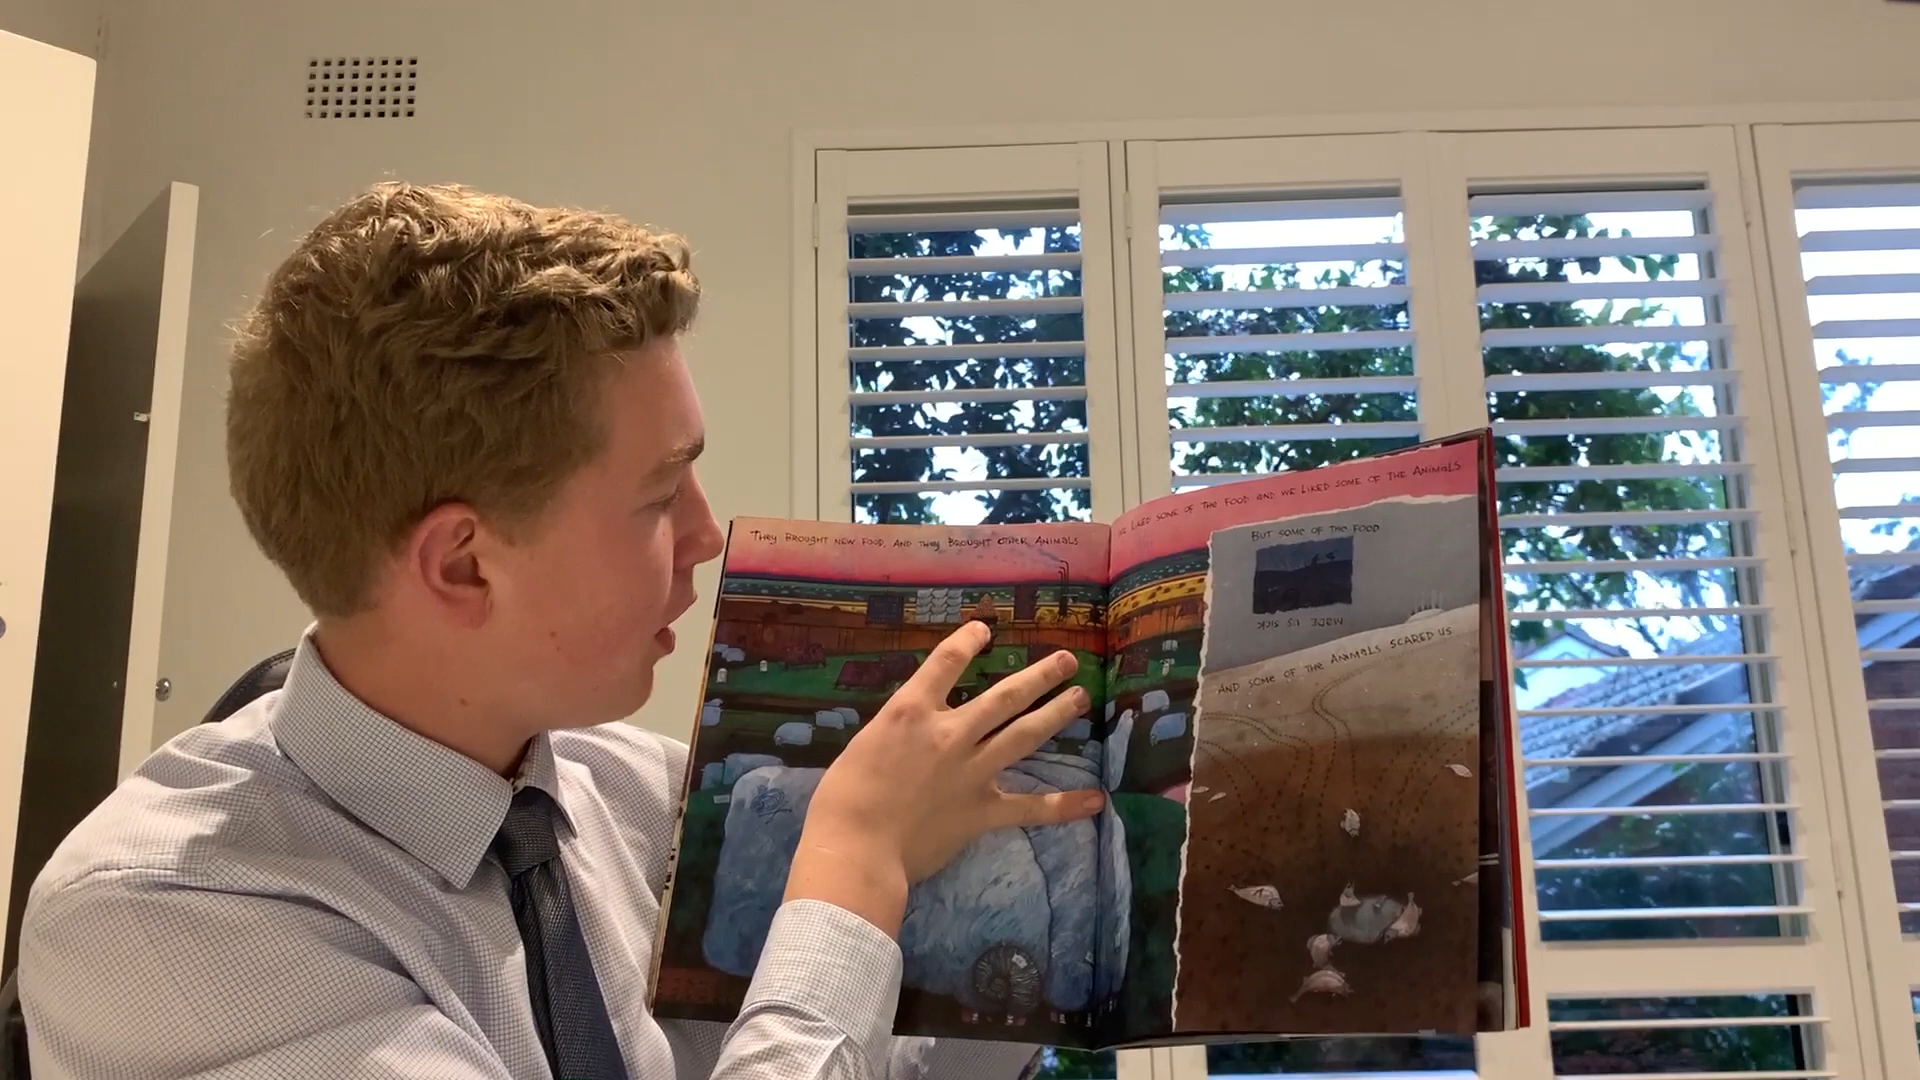 THEY BROUGHT NEW FOOD, AND THEY BROUGHT OTHER ANIMALS
WE LIKED SOME OF THE FOOD AND WE LIKED SOME OF THE ANIMALS
BUT SOME OF THE FOOD
MADE US SICK
AND SOME OF THE ANIMALS SCARED US